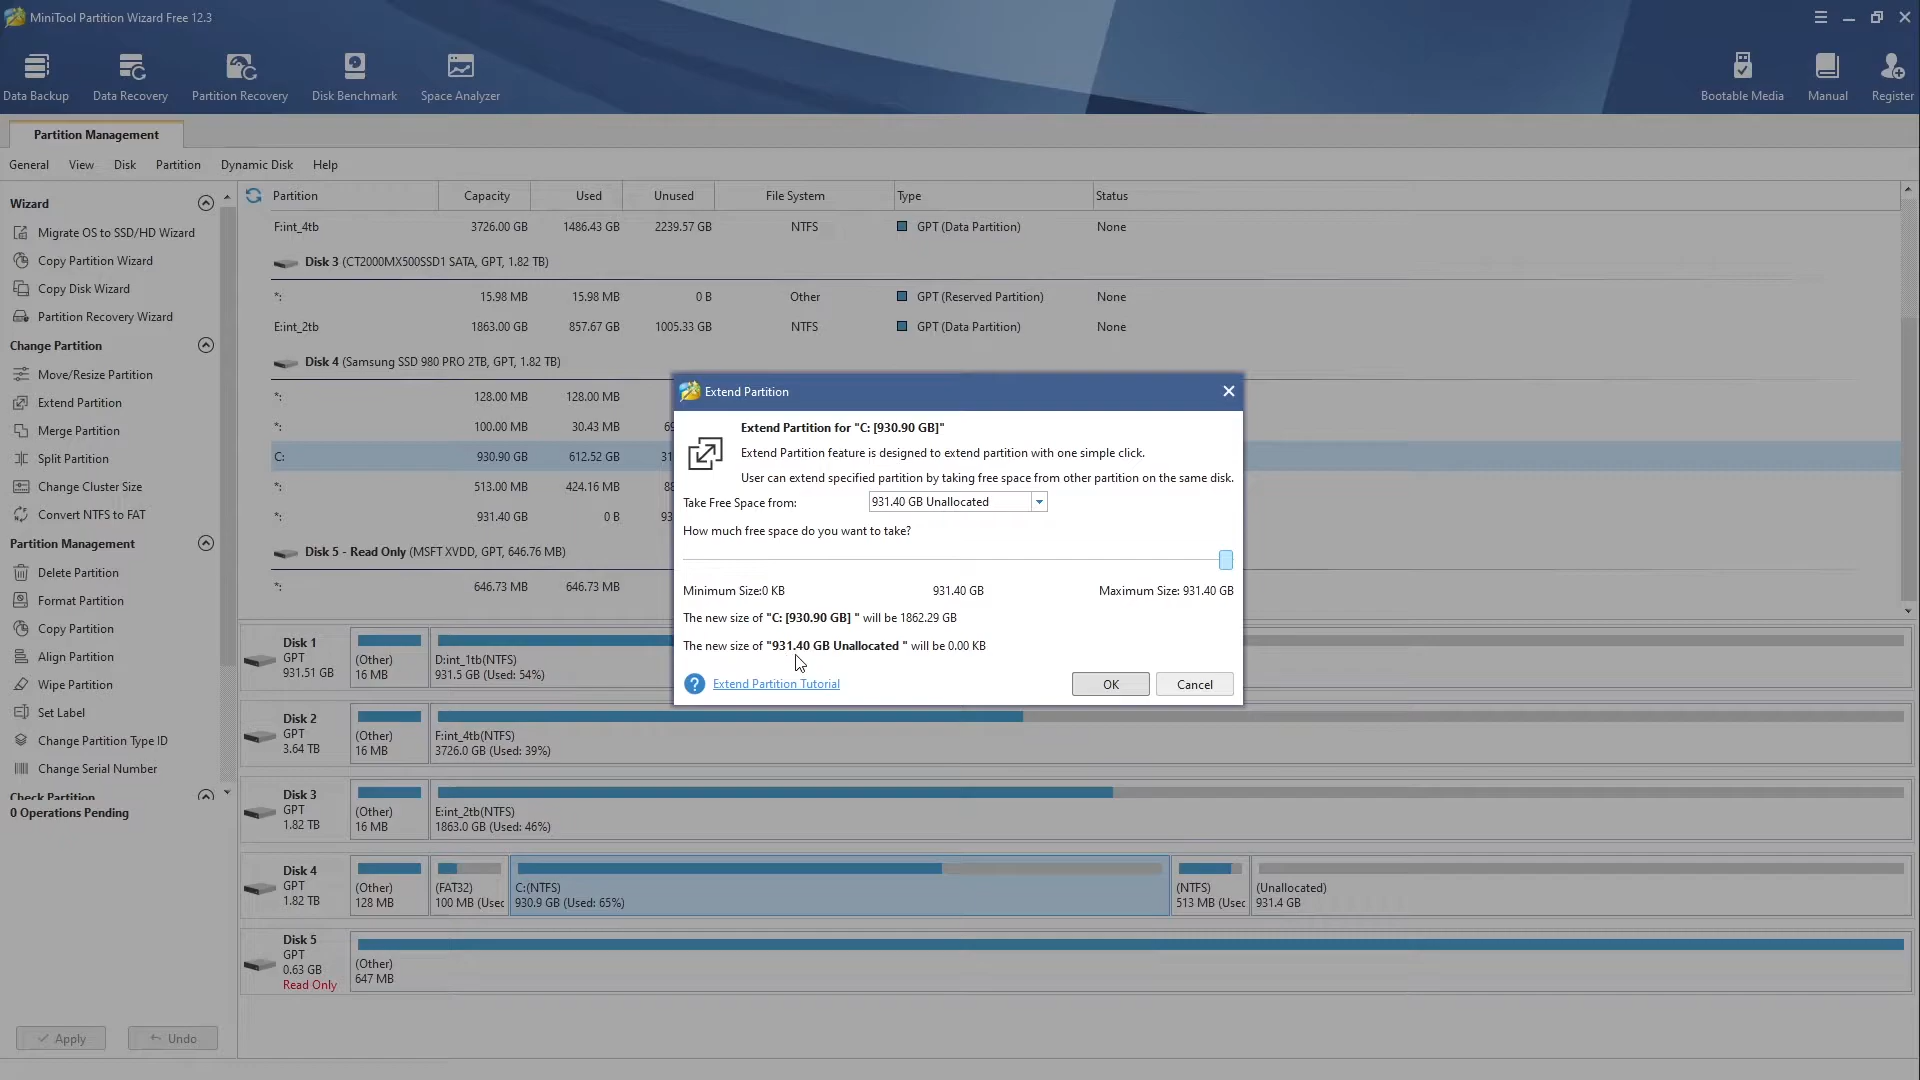 MiniTool Partition Wizard Free 12.3
Data Backup
Data Recovery
Partition Recovery
Disk Benchmark
Space Analyzer
Bootable Media
Manual
Register
Partition Management
General View Disk Partition Dynamic Disk Help
Wizard
Migrate OS to SSD/HD Wizard
Copy Partition Wizard
Copy Disk Wizard
Partition Recovery Wizard
Change Partition
Move/Resize Partition
Extend Partition
Merge Partition
Split Partition
Change Cluster Size
Convert NTFS to FAT
Partition Management
Delete Partition
Format Partition
Copy Partition
Align Partition
Wipe Partition
Set Label
Change Partition Type ID
Change Serial Number
Check Partition
0 Operations Pending
Apply
Undo
Partition Capacity Used Unused File System Type Status
F:int_4tb 3726.00 GB 1486.43 GB 2239.57 GB NTFS GPT (Data Partition) None
Disk 3 (CT2000MX500SSD1 SATA, GPT, 1.82 TB)
*: 15.98 MB 15.98 MB 0 B Other GPT (Reserved Partition) None
E:int_2tb 1863.00 GB 857.67 GB 1005.33 GB NTFS GPT (Data Partition) None
Disk 4 (Samsung SSD 980 PRO 2TB, GPT, 1.82 TB)
*: 128.00 MB 128.00 MB
*: 100.00 MB 30.43 MB
C: 930.90 GB 612.52 GB
*: 513.00 MB 424.16 MB
*: 931.40 GB 0 B
Disk 5 - Read Only (MSFT XVDD, GPT, 646.76 MB)
*: 646.73 MB 646.73 MB
Extend Partition
Extend Partition for "C: [930.90 GB]"
Extend Partition feature is designed to extend partition with one simple click.
User can extend specified partition by taking free space from other partition on the same disk.
Take Free Space from: 931.40 GB Unallocated
How much free space do you want to take?
Minimum Size:0 KB 931.40 GB Maximum Size: 931.40 GB
The new size of "C: [930.90 GB] " will be 1862.29 GB
The new size of "931.40 GB Unallocated " will be 0.00 KB
? Extend Partition Tutorial
OK
Cancel
Disk 1
GPT
931.51 GB
(Other)
16 MB
D:int_1tb(NTFS)
931.5 GB (Used: 54%)
Disk 2
GPT
3.64 TB
(Other)
16 MB
F:int_4tb(NTFS)
3726.0 GB (Used: 39%)
Disk 3
GPT
1.82 TB
(Other)
16 MB
E:int_2tb(NTFS)
1863.0 GB (Used: 46%)
Disk 4
GPT
1.82 TB
(Other)
128 MB
(FAT32)
100 MB (Used
C:(NTFS)
930.9 GB (Used: 65%)
(NTFS)
513 MB (Used
(Unallocated)
931.4 GB
Disk 5
GPT
0.63 GB
Read Only
(Other)
647 MB